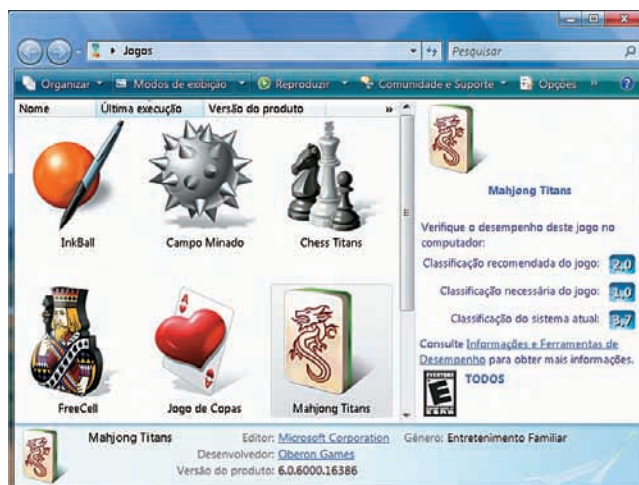 Jogos
Pesquisar
Organizar Modos de exibição Reproduzir Comunidade e Suporte Opções »
Nome Última execução Versão do produto »
InkBall Campo Minado Chess Titans
FreeCell Jogo de Copas Mahjong Titans
Mahjong Titans
Verifique o desempenho deste jogo no
computador:
Classificação recomendada do jogo: 2,0
Classificação necessária do jogo: 1,0
Classificação do sistema atual: 3,7
Consulte Informações e Ferramentas de
Desempenho para obter mais informações.
EVERYONE
E
ESRB
TODOS
Mahjong Titans Editor: Microsoft Corporation Gênero: Entretenimento Familiar
Desenvolvedor: Oberon Games
Versão do produto: 6.0.6000.16386